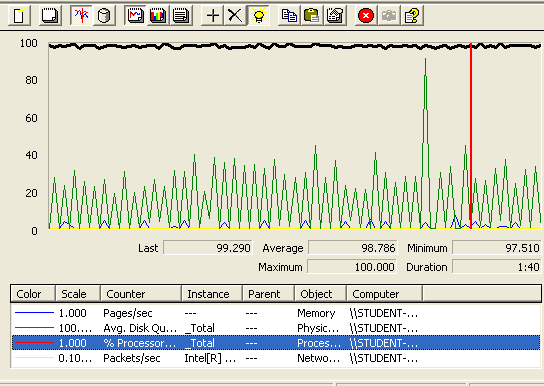 100
80
60
40
20
0
Last 99.290 Average 98.786 Minimum 97.510
Maximum 100.000 Duration 1:40
Color Scale Counter Instance Parent Object Computer
1.000 Pages/sec --- --- Memory \\STUDENT-...
100.... Avg. Disk Qu... _Total --- Physic... \\STUDENT-...
1.000 % Processor... _Total --- Proces... \\STUDENT-...
0.10... Packets/sec Intel[R] ... --- Netwo... \\STUDENT-...